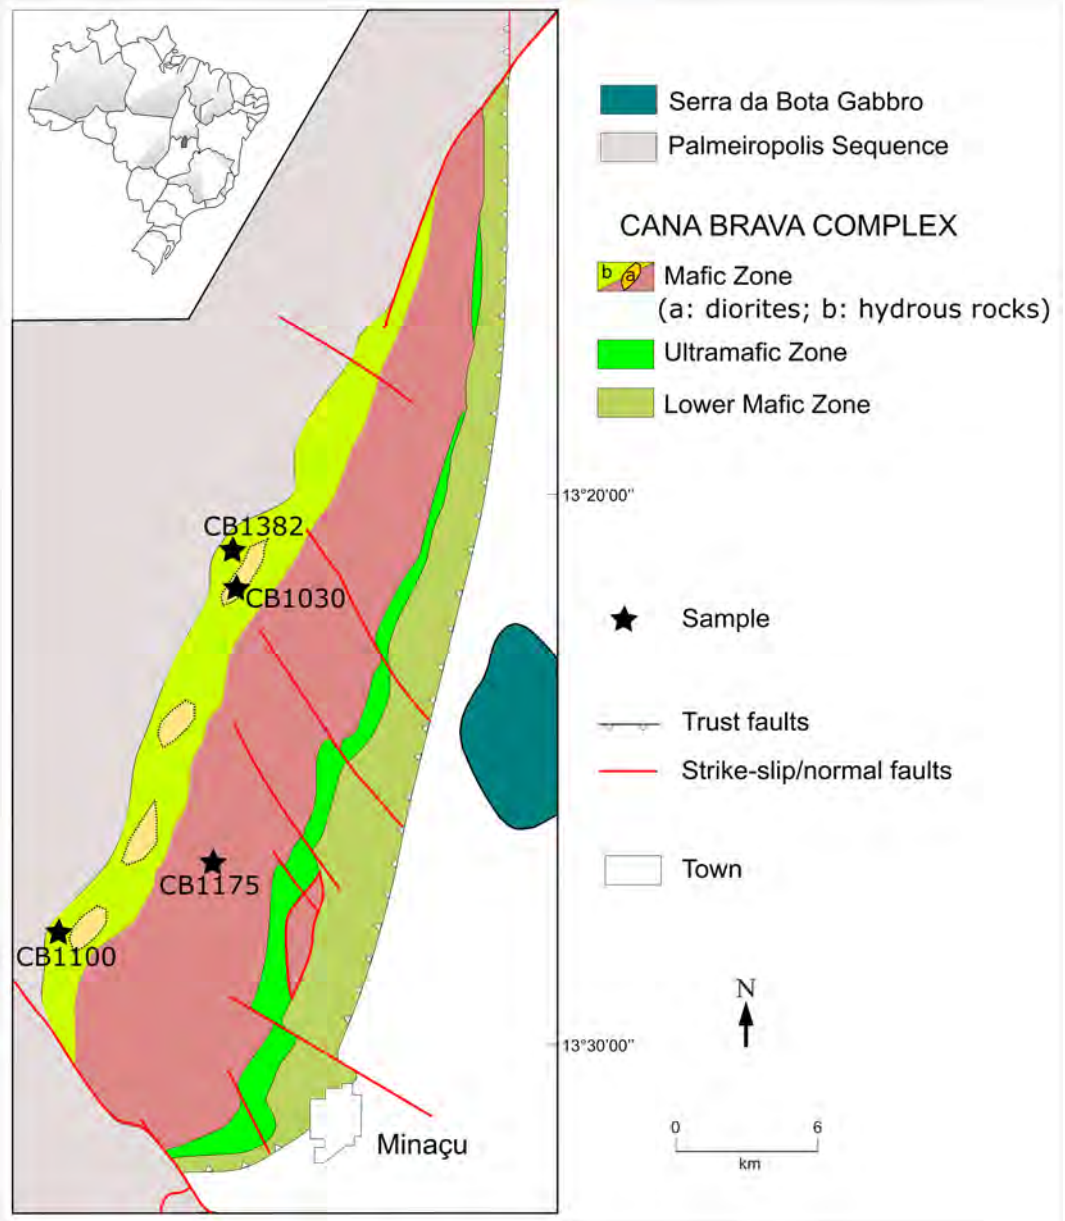 Serra da Bota Gabbro
Palmeiropolis Sequence
CANA BRAVA COMPLEX
b a Mafic Zone
(a: diorites; b: hydrous rocks)
Ultramafic Zone
Lower Mafic Zone
13°20'00"
CB1382
CB1030
Sample
Trust faults
Strike-slip/normal faults
Town
CB1175
CB1100
N
13°30'00"
0 6
km
Minaçu